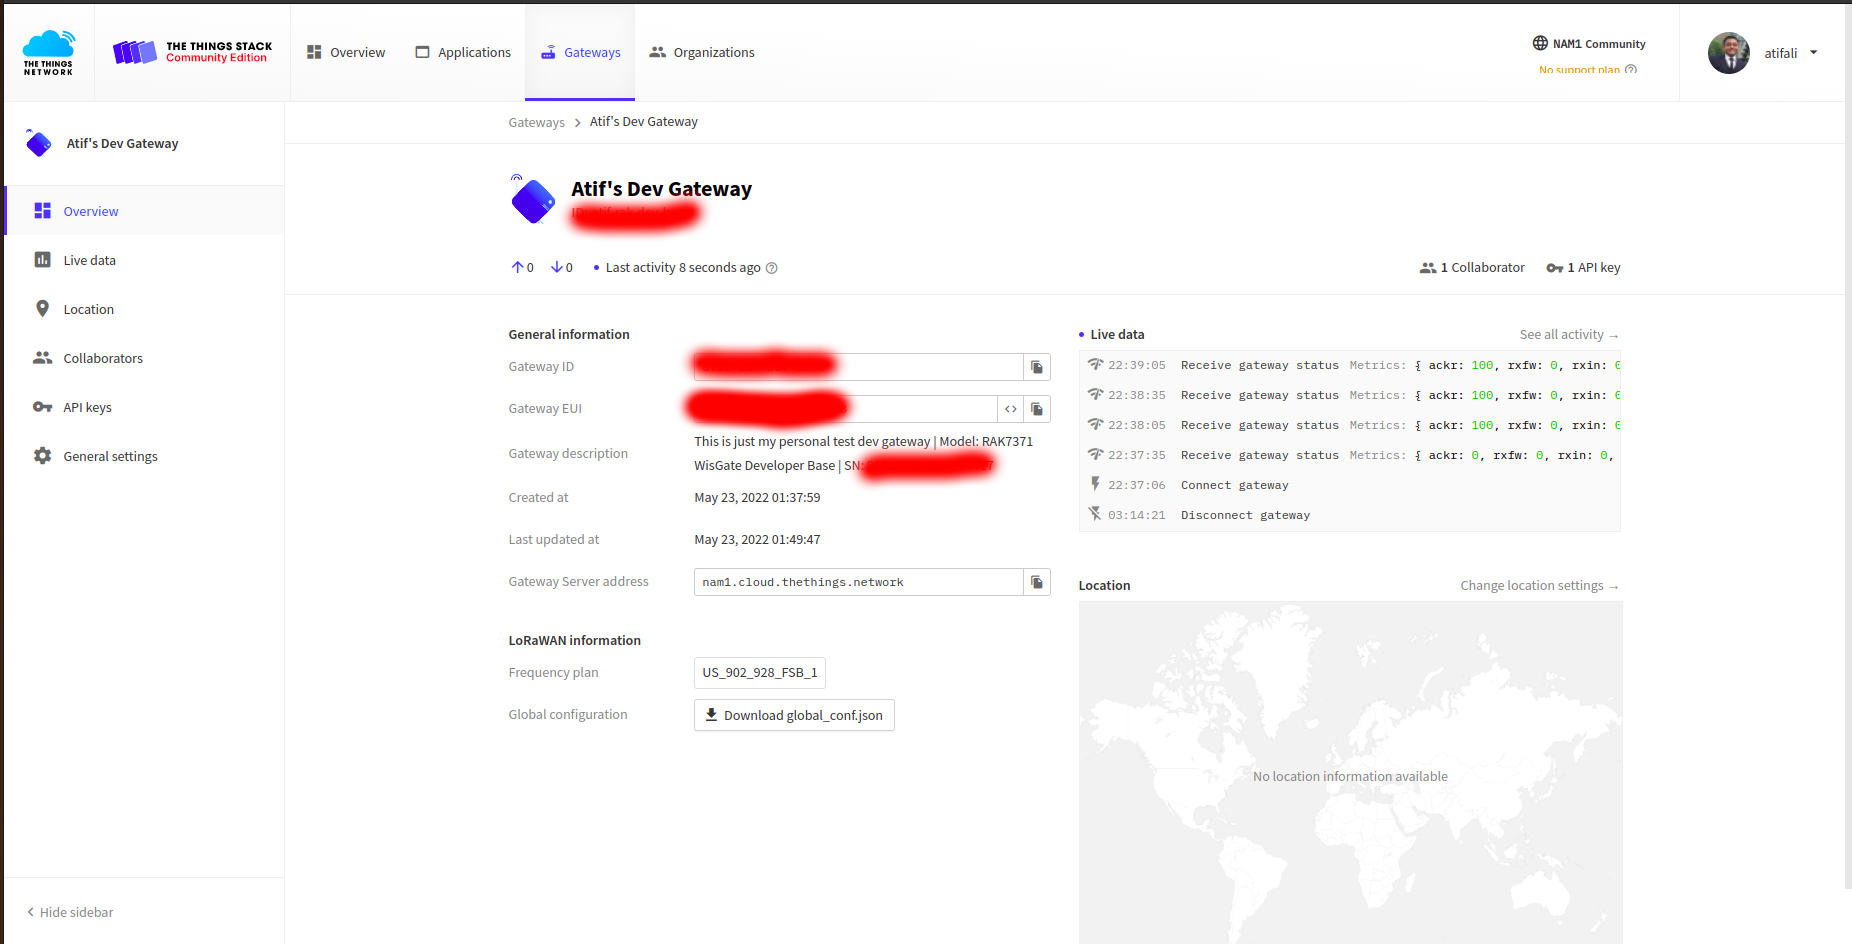 THE THINGS NETWORK
THE THINGS STACK
Community Edition
Overview
Applications
Gateways
Organizations
NAM1 Community
No support plan
atifali
Atif's Dev Gateway
Overview
Live data
Location
Collaborators
API keys
General settings
Hide sidebar
Gateways > Atif's Dev Gateway
Atif's Dev Gateway
↑ 0 ↓ 0 • Last activity 8 seconds ago
1 Collaborator 1 API key
General information
Gateway ID
Gateway EUI
<>
Gateway description
This is just my personal test dev gateway | Model: RAK7371
WisGate Developer Base | SN:
Created at
May 23, 2022 01:37:59
Last updated at
May 23, 2022 01:49:47
Gateway Server address
nam1.cloud.thethings.network
LoRaWAN information
Frequency plan
US_902_928_FSB_1
Global configuration
Download global_conf.json
• Live data
See all activity →
22:39:05 Receive gateway status Metrics: { ackr: 100, rxfw: 0, rxin: 0
22:38:35 Receive gateway status Metrics: { ackr: 100, rxfw: 0, rxin: 0
22:38:05 Receive gateway status Metrics: { ackr: 100, rxfw: 0, rxin: 0
22:37:35 Receive gateway status Metrics: { ackr: 0, rxfw: 0, rxin: 0,
22:37:06 Connect gateway
03:14:21 Disconnect gateway
Location
Change location settings →
No location information available